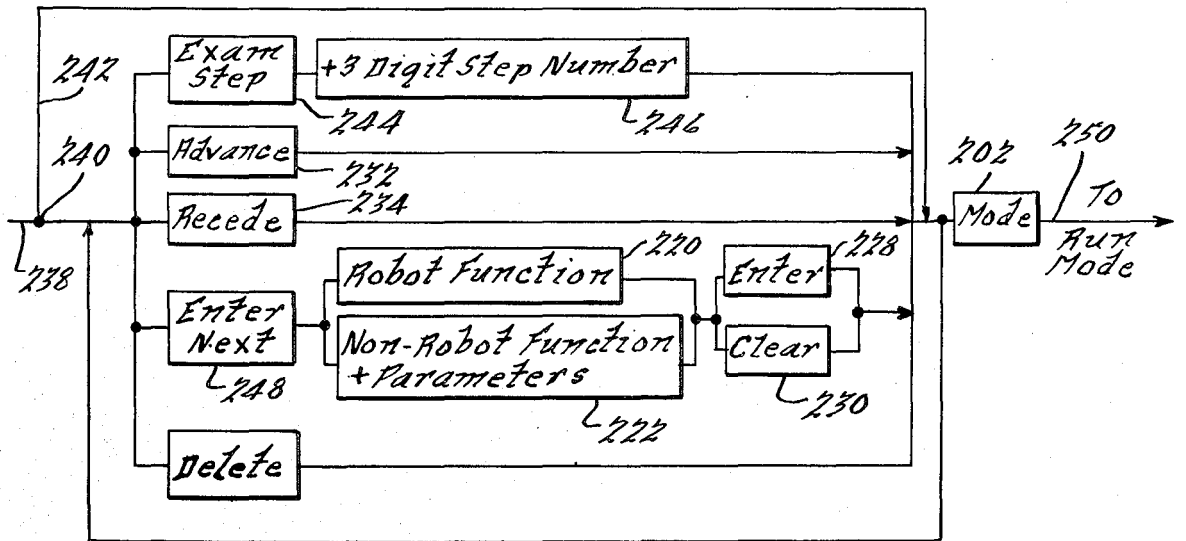 Exam
Step
244
+3 Digit Step Number
246
242
240
238
Advance
232
Recede
234
202
Mode
250
To
Run
Mode
Enter
Next
248
Robot Function
220
Non-Robot Function
+ Parameters
222
Enter
228
Clear
230
Delete